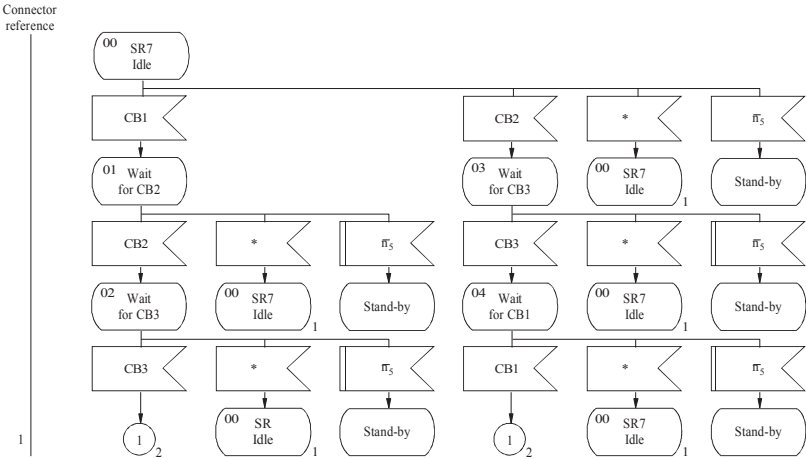 Connector
reference
00 SR7
Idle
CB1
CB2
*
π₅
01 Wait
for CB2
03 Wait
for CB3
00 SR7
Idle
1
Stand-by
CB2
*
π₅
CB3
*
π₅
02 Wait
for CB3
00 SR7
Idle
1
Stand-by
04 Wait
for CB1
00 SR7
Idle
1
Stand-by
CB3
*
π₅
CB1
*
π₅
1
1
2
00 SR
Idle
1
Stand-by
1
2
00 SR7
Idle
1
Stand-by